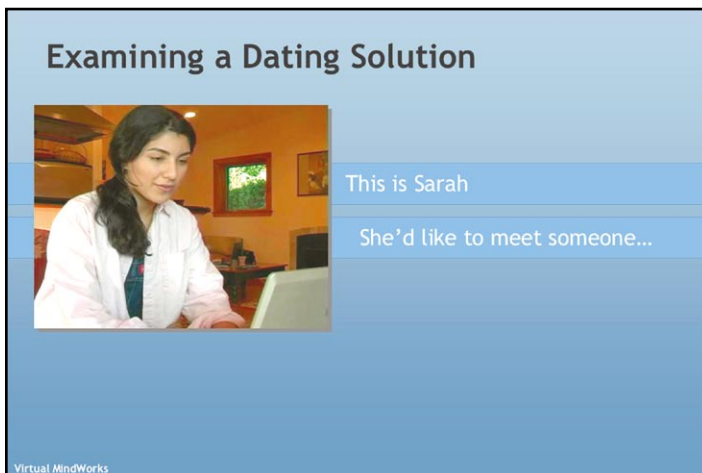 Examining a Dating Solution
This is Sarah
She’d like to meet someone…
Virtual MindWorks